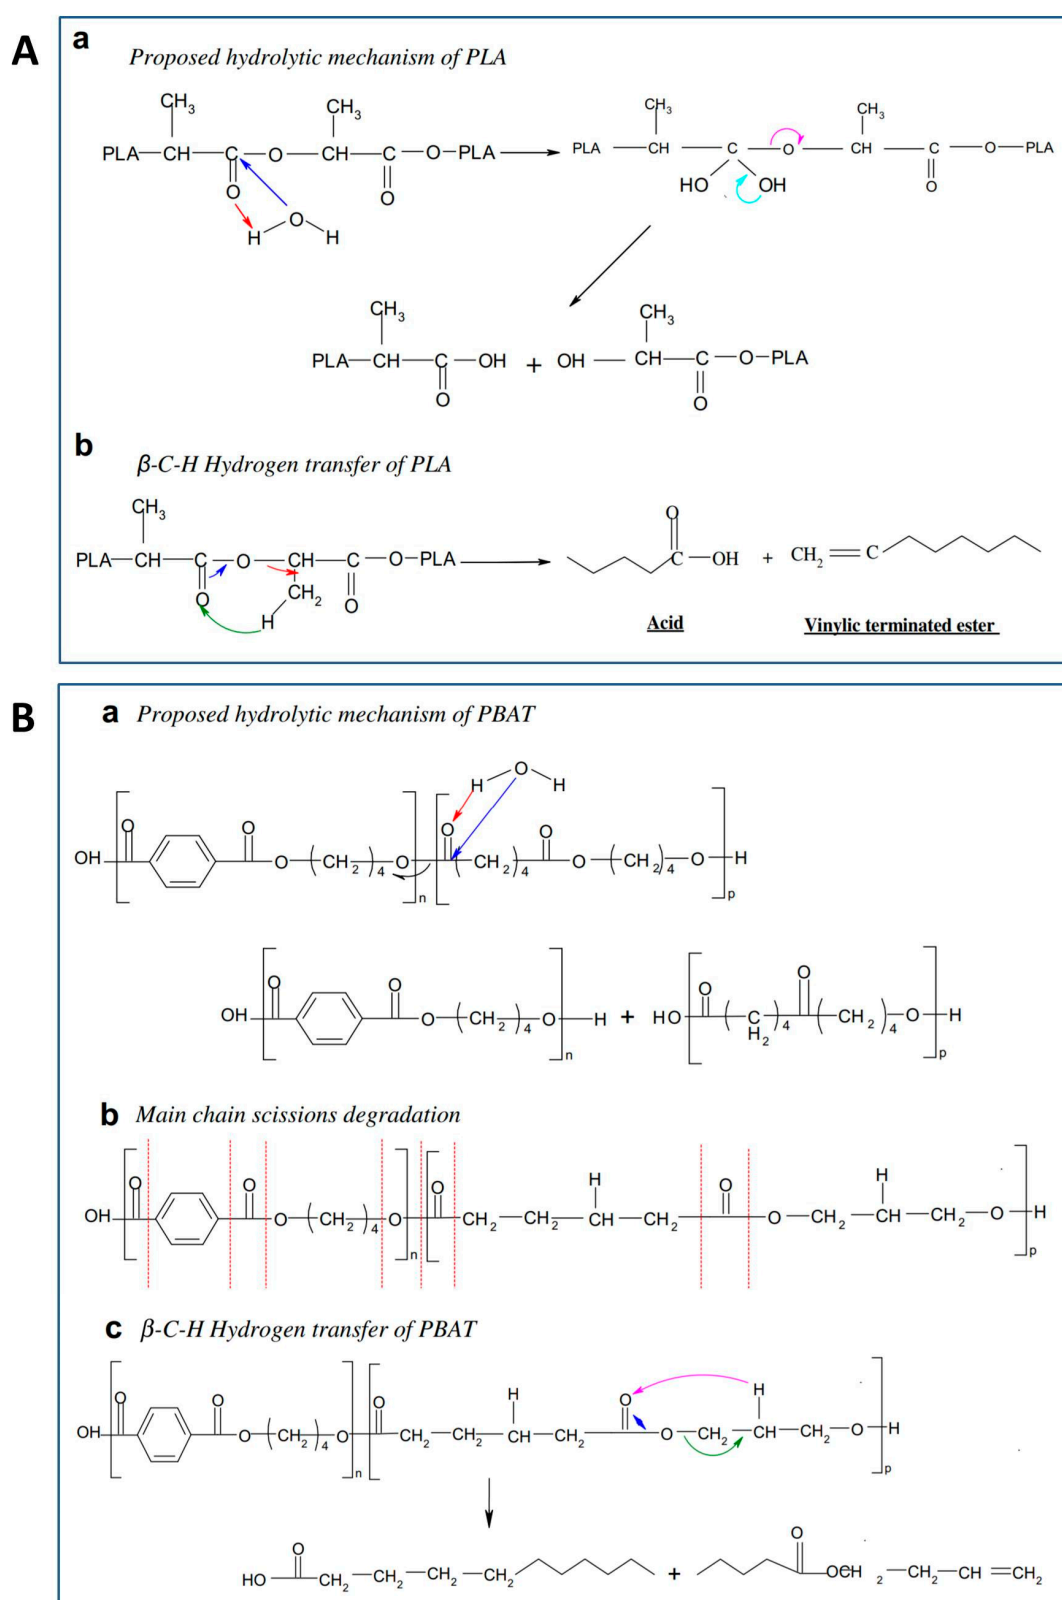 A
a
Proposed hydrolytic mechanism of PLA
CH3 CH3 CH3 CH3
PLA CH C O CH C O PLA PLA CH C O CH C O PLA
O O HO OH O
H O H
CH3 CH3
PLA CH C OH + OH CH C O PLA
O O
b
β-C-H Hydrogen transfer of PLA
CH3 O
PLA CH C O CH C O PLA C OH + CH2 C
O CH2 O
H
Acid Vinylic terminated ester
B
a Proposed hydrolytic mechanism of PBAT
H O H
O O O O
OH O (CH2)4 O n (CH2)4 O (CH2)4 O H p
O O O O
OH O (CH2)4 O H n + HO (CH2)4 (CH2)4 O H p
b Main chain scissions degradation
H H
O O O O
OH O (CH2)4 O n CH2 CH2 CH CH2 O CH2 CH CH2 O H p
c β-C-H Hydrogen transfer of PBAT
H H
O O O O
OH O (CH2)4 O n CH2 CH2 CH CH2 O CH2 CH CH2 O H p
O O
HO CH2 CH2 CH2 CH2 + OCH 2 CH2 CH CH2